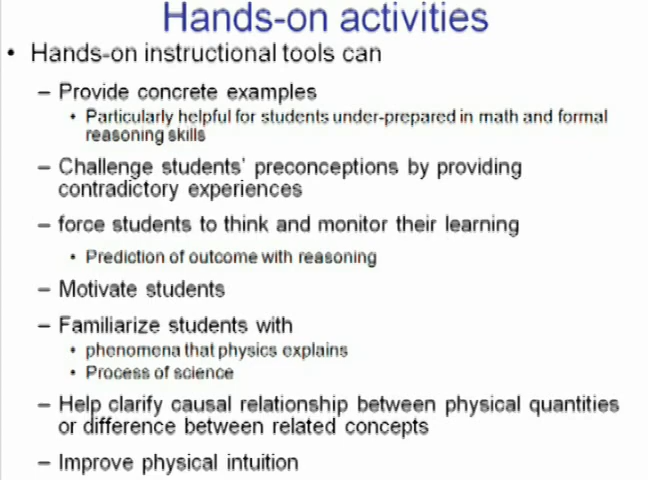 Hands-on activities
• Hands-on instructional tools can
– Provide concrete examples
• Particularly helpful for students under-prepared in math and formal
reasoning skills
– Challenge students' preconceptions by providing
contradictory experiences
– force students to think and monitor their learning
• Prediction of outcome with reasoning
– Motivate students
– Familiarize students with
• phenomena that physics explains
• Process of science
– Help clarify causal relationship between physical quantities
or difference between related concepts
– Improve physical intuition